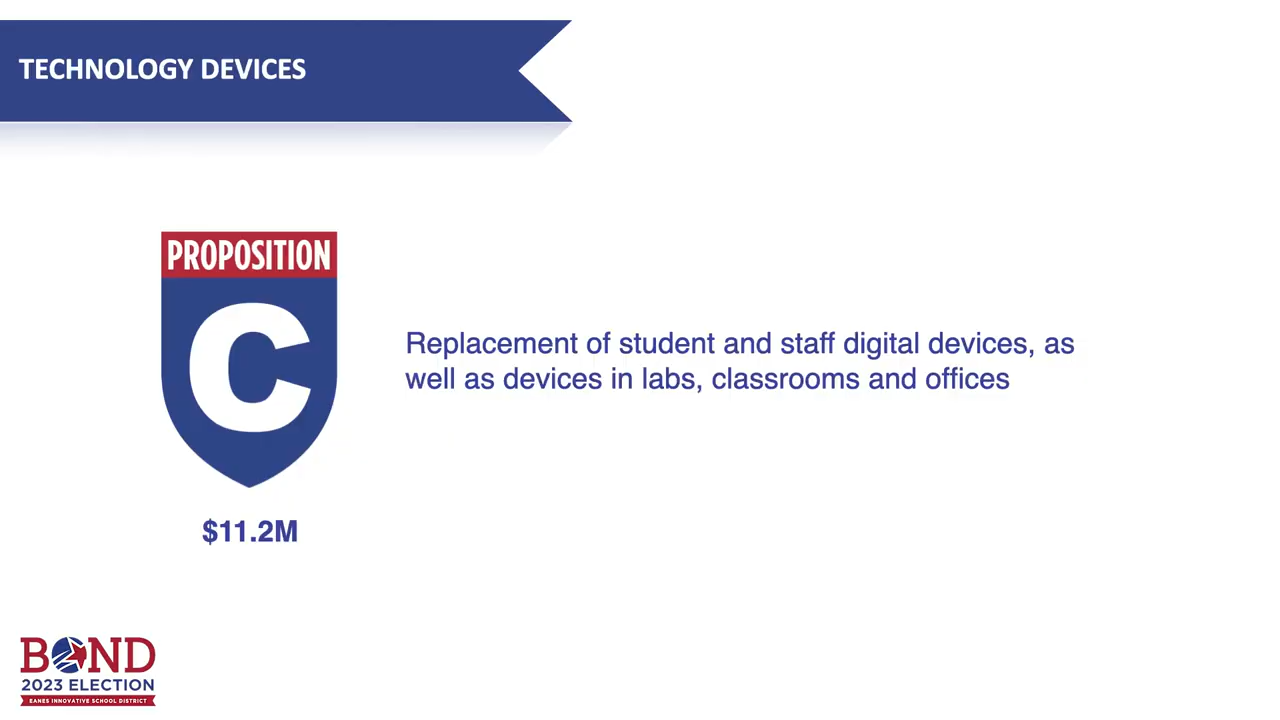 TECHNOLOGY DEVICES
PROPOSITION
C
Replacement of student and staff digital devices, as
well as devices in labs, classrooms and offices
$11.2M
BOND
2023 ELECTION
EANES INNOVATIVE SCHOOL DISTRICT